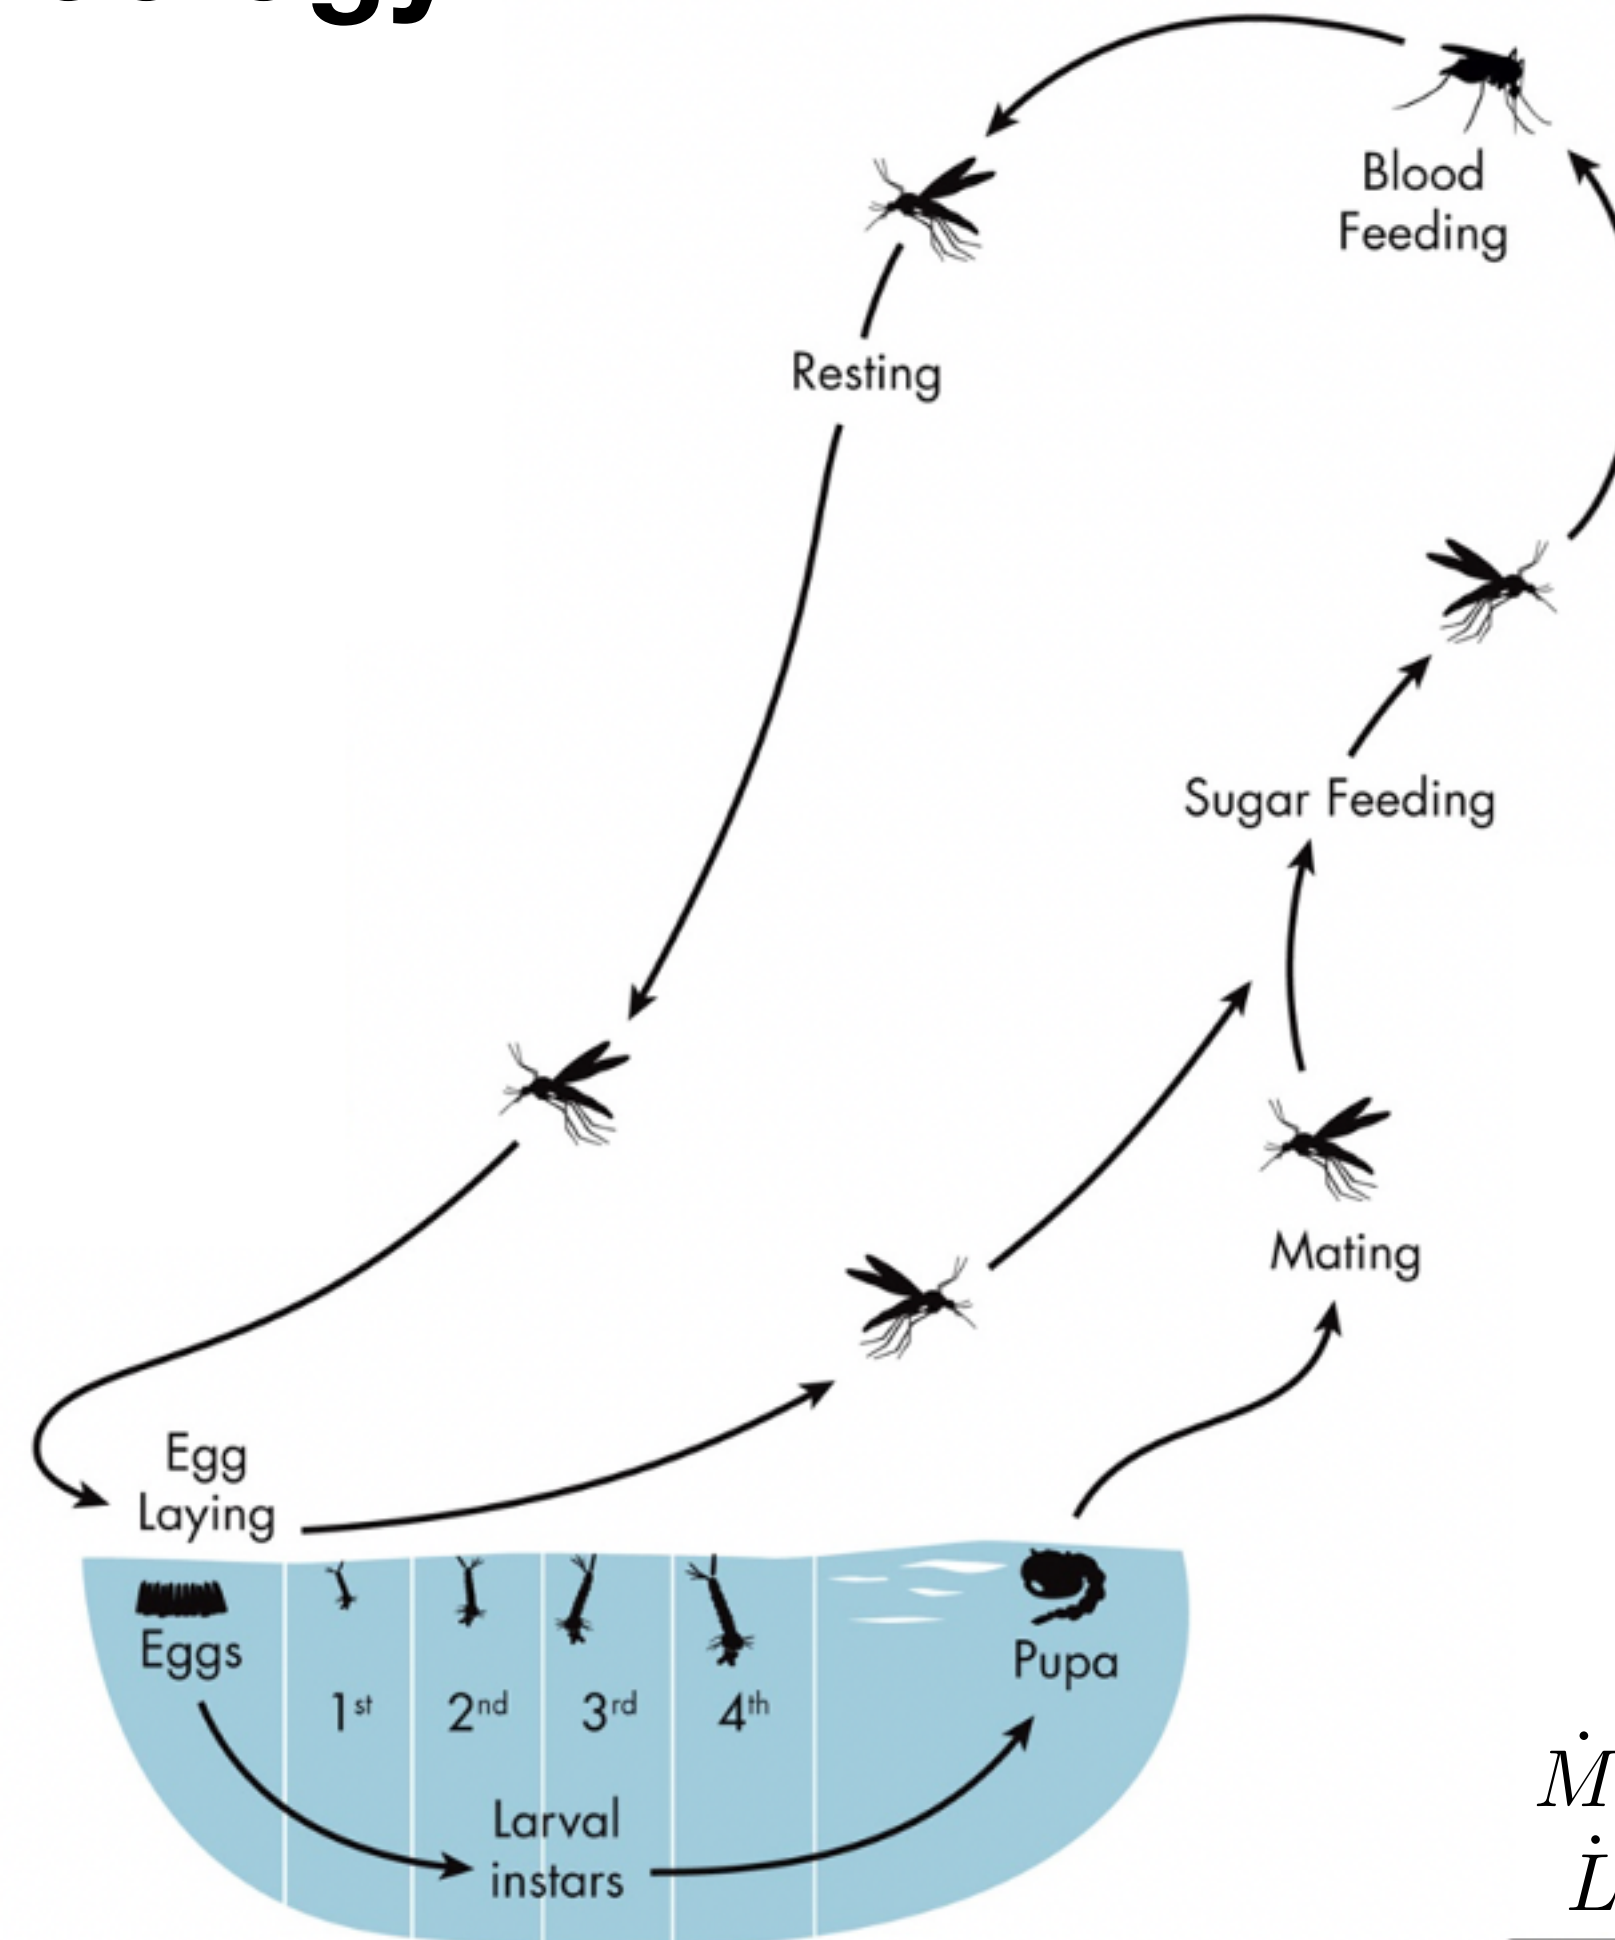 Blood
Feeding
Resting
Sugar Feeding
Mating
Egg
Laying
Eggs
1st
2nd
3rd
4th
Pupa
Larval
instars
Ṁ
L̇